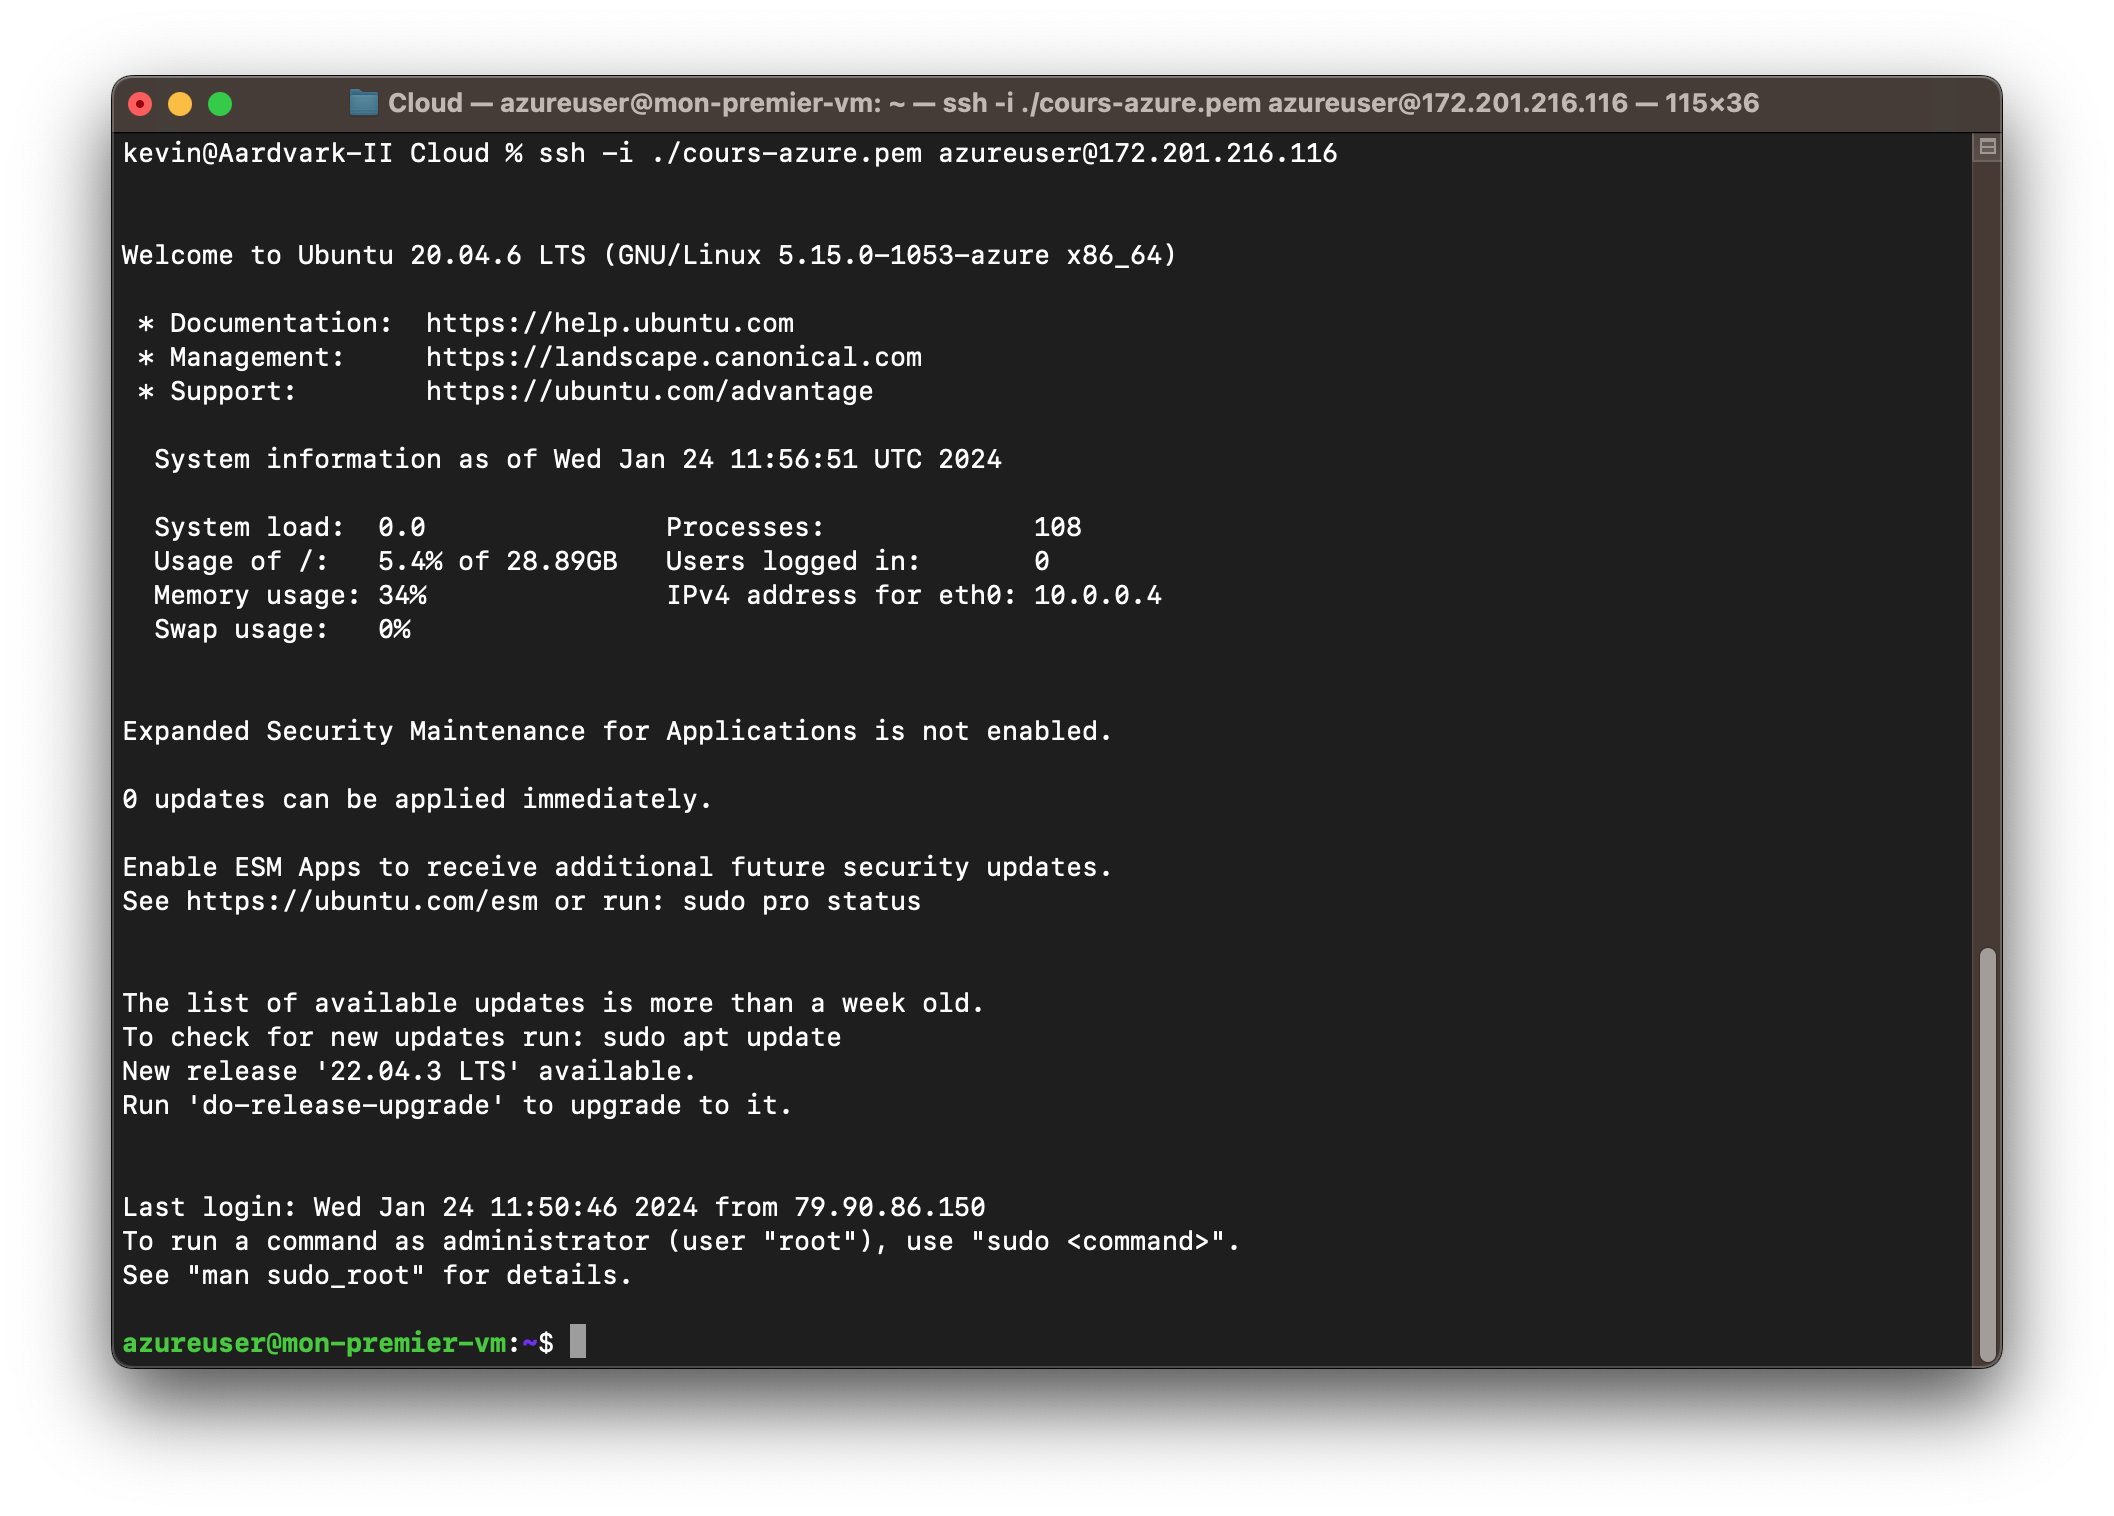 Cloud — azureuser@mon-premier-vm: ~ — ssh -i ./cours-azure.pem azureuser@172.201.216.116 — 115×36
kevin@Aardvark-II Cloud % ssh -i ./cours-azure.pem azureuser@172.201.216.116
Welcome to Ubuntu 20.04.6 LTS (GNU/Linux 5.15.0-1053-azure x86_64)
* Documentation:  https://help.ubuntu.com
* Management:     https://landscape.canonical.com
* Support:        https://ubuntu.com/advantage
System information as of Wed Jan 24 11:56:51 UTC 2024
System load:  0.0               Processes:             108
Usage of /:   5.4% of 28.89GB   Users logged in:       0
Memory usage: 34%               IPv4 address for eth0: 10.0.0.4
Swap usage:   0%
Expanded Security Maintenance for Applications is not enabled.
0 updates can be applied immediately.
Enable ESM Apps to receive additional future security updates.
See https://ubuntu.com/esm or run: sudo pro status
The list of available updates is more than a week old.
To check for new updates run: sudo apt update
New release '22.04.3 LTS' available.
Run 'do-release-upgrade' to upgrade to it.
Last login: Wed Jan 24 11:50:46 2024 from 79.90.86.150
To run a command as administrator (user "root"), use "sudo <command>".
See "man sudo_root" for details.
azureuser@mon-premier-vm:~$